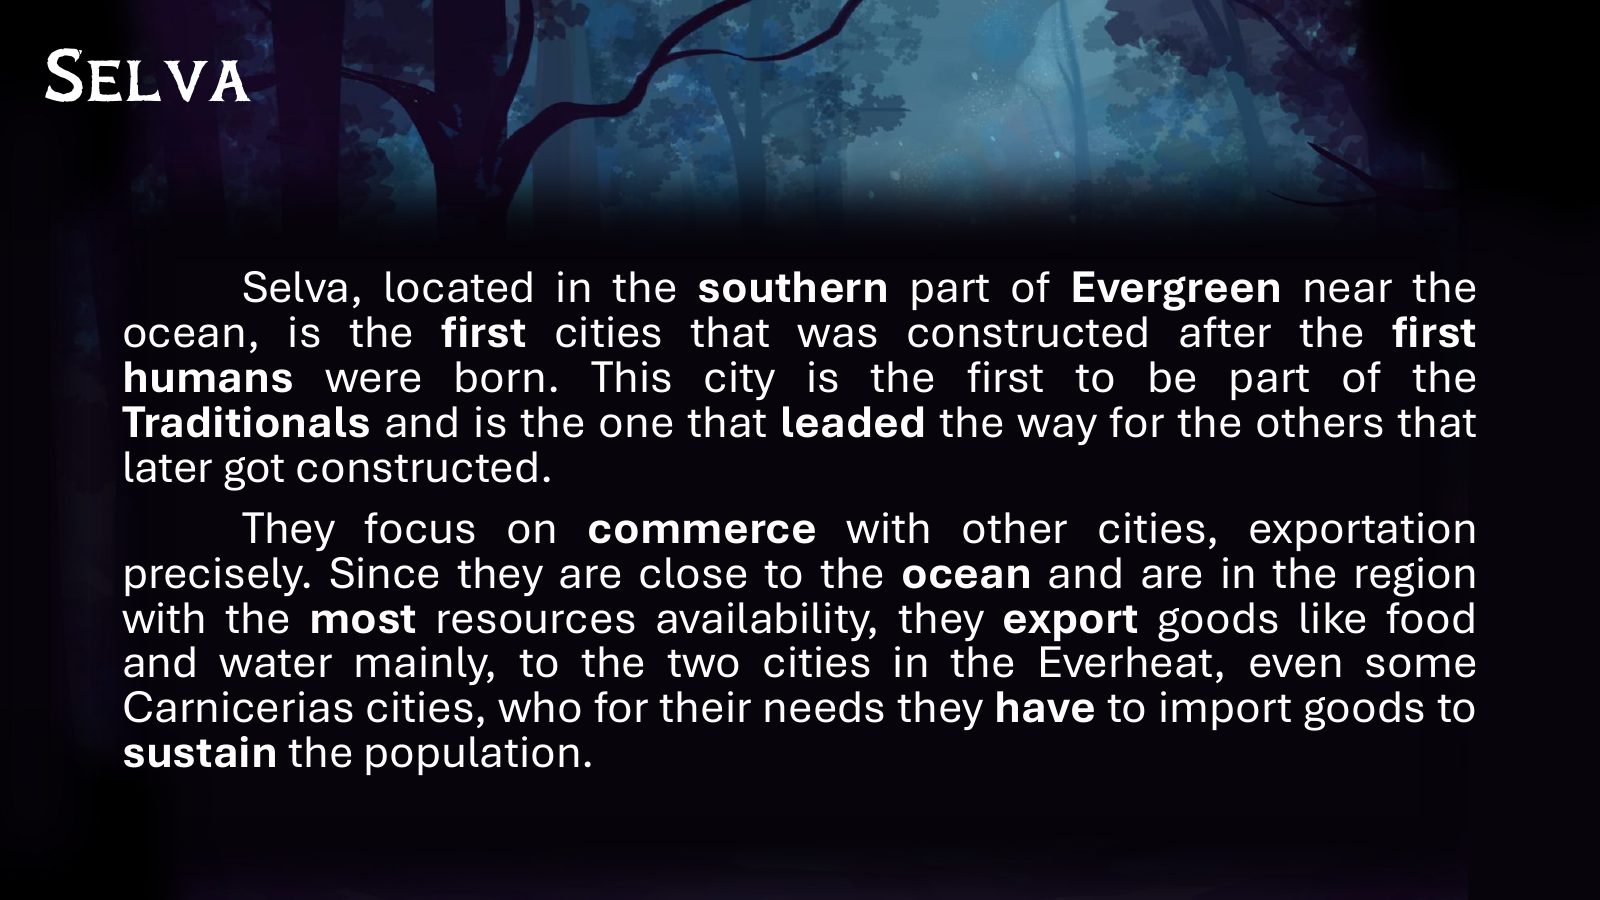 SELVA
Selva, located in the southern part of Evergreen near the
ocean, is the first cities that was constructed after the first
humans were born. This city is the first to be part of the
Traditionals and is the one that leaded the way for the others that
later got constructed.
They focus on commerce with other cities, exportation
precisely. Since they are close to the ocean and are in the region
with the most resources availability, they export goods like food
and water mainly, to the two cities in the Everheat, even some
Carnicerias cities, who for their needs they have to import goods to
sustain the population.